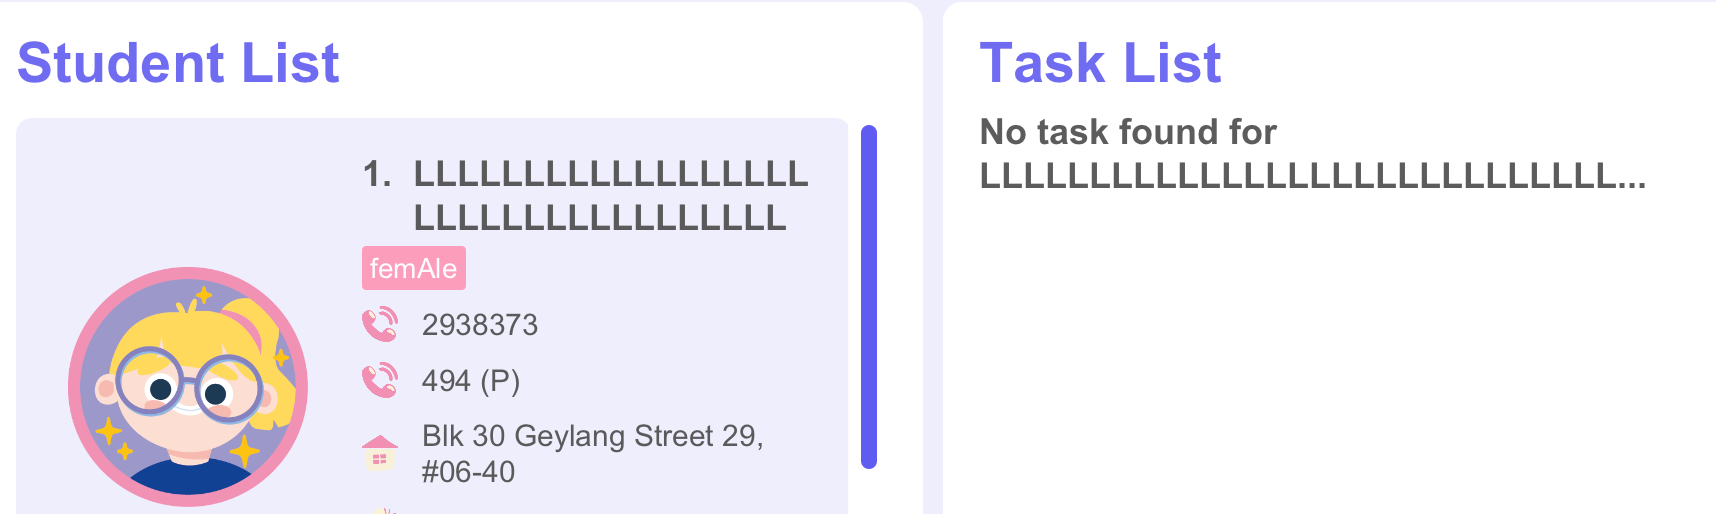 Student List
1. LLLLLLLLLLLLLLLLLL
LLLLLLLLLLLLLLLLL
femAle
2938373
494 (P)
Blk 30 Geylang Street 29,
#06-40
Task List
No task found for
LLLLLLLLLLLLLLLLLLLLLLLLLLLLL...